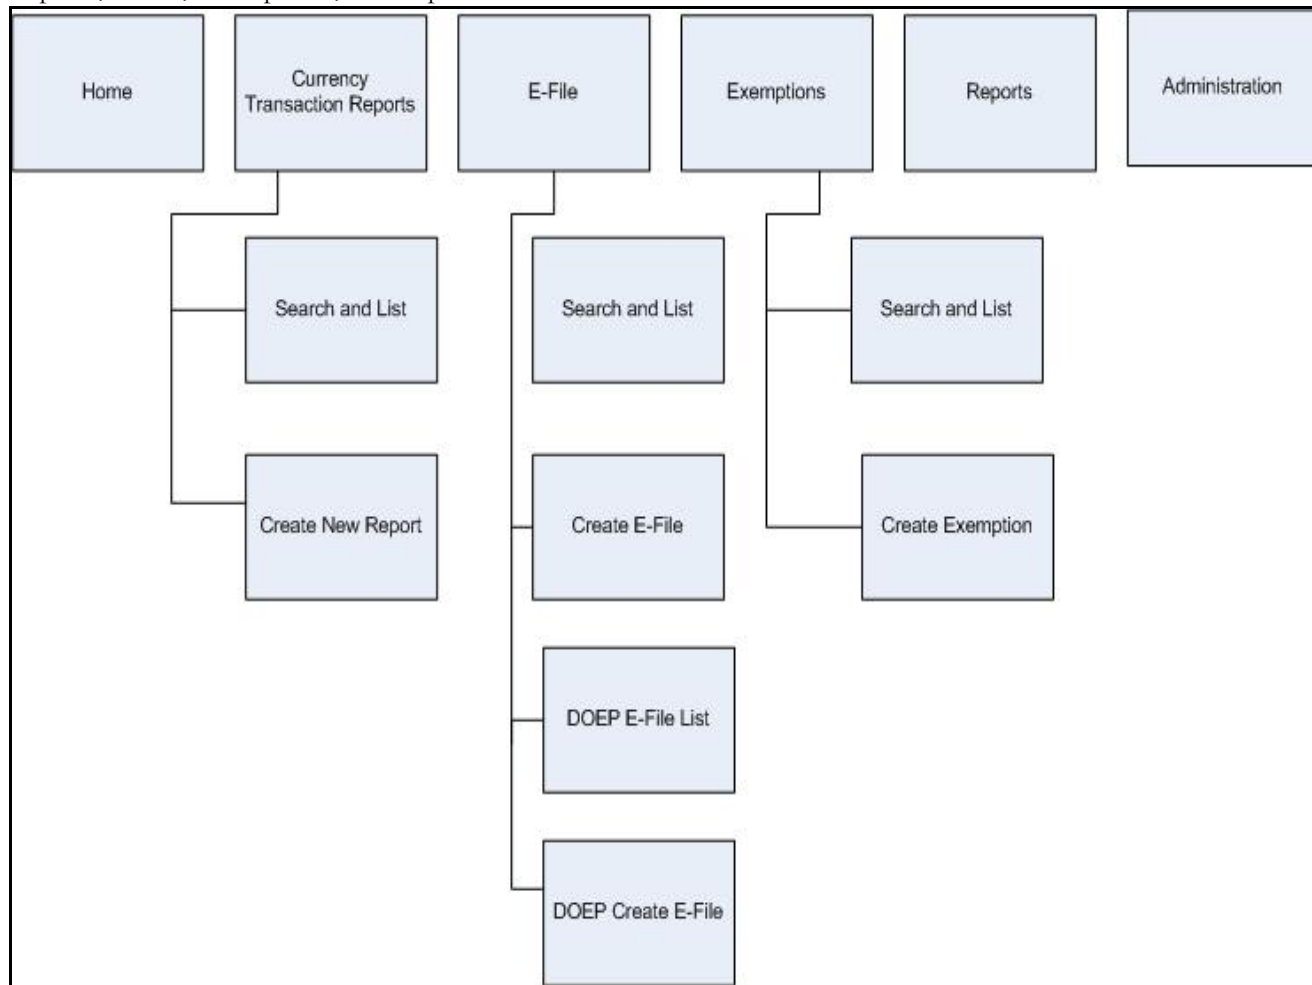 Home
Currency
Transaction Reports
E-File
Exemptions
Reports
Administration
Search and List
Search and List
Search and List
Create New Report
Create E-File
Create Exemption
DOEP E-File List
DOEP Create E-File